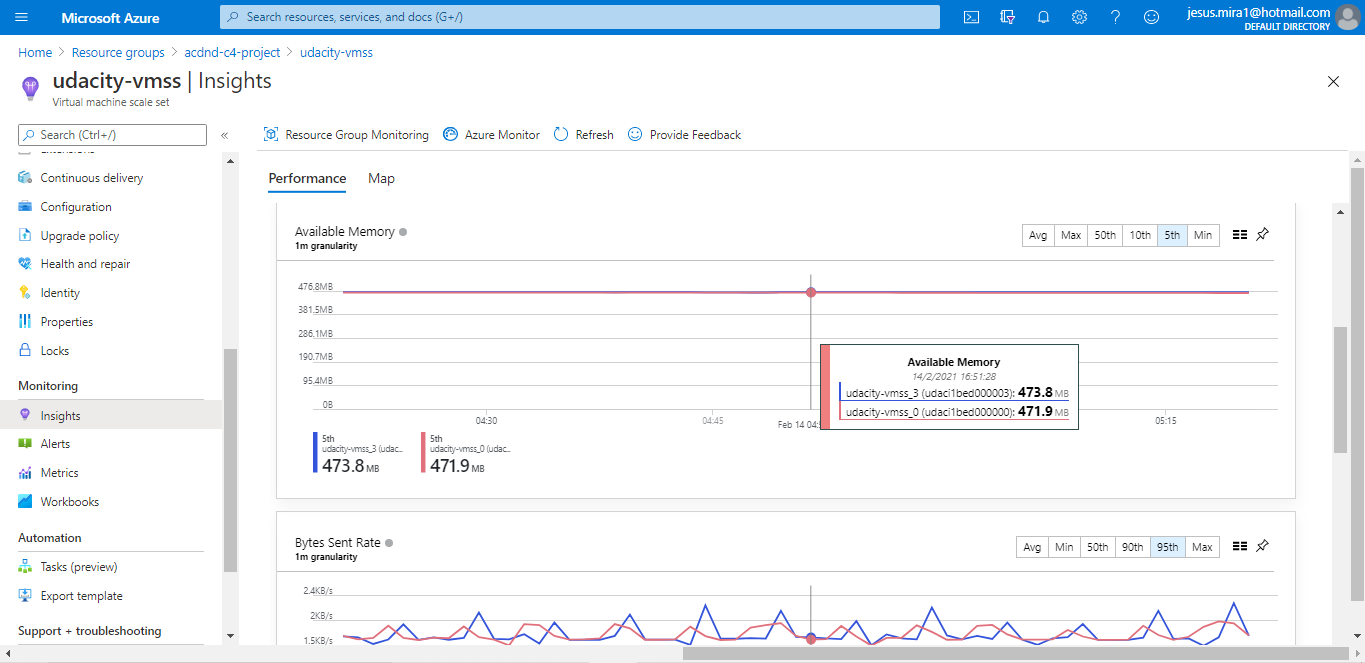 Microsoft Azure
Search resources, services, and docs (G+/)
jesus.mira1@hotmail.com
DEFAULT DIRECTORY
Home > Resource groups > acdnd-c4-project > udacity-vmss
udacity-vmss | Insights
Virtual machine scale set
Search (Ctrl+/)
«
Resource Group Monitoring
Azure Monitor
Refresh
Provide Feedback
Extensions
Continuous delivery
Configuration
Upgrade policy
Health and repair
Identity
Properties
Locks
Monitoring
Insights
Alerts
Metrics
Workbooks
Automation
Tasks (preview)
Export template
Support + troubleshooting
Performance Map
Available Memory
1m granularity
Avg Max 50th 10th 5th Min
476,8MB
381,5MB
286,1MB
190,7MB
95,4MB
0B
04:30 04:45 Feb 14 04:5 05:15
Available Memory
14/2/2021 16:51:28
udacity-vmss_3 (udaci1bed000003): 473.8 MB
udacity-vmss_0 (udaci1bed000000): 471.9 MB
5th
udacity-vmss_3 (udac...
473.8 MB
5th
udacity-vmss_0 (udac...
471.9 MB
Bytes Sent Rate
1m granularity
Avg Min 50th 90th 95th Max
2.4KB/s
2KB/s
1.5KB/s